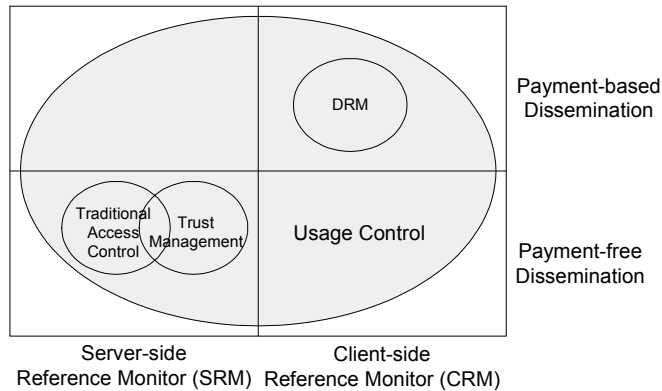 DRM
Payment-based
Dissemination
Traditional
Access
Control
Trust
Management
Usage Control
Payment-free
Dissemination
Server-side
Reference Monitor (SRM)
Client-side
Reference Monitor (CRM)